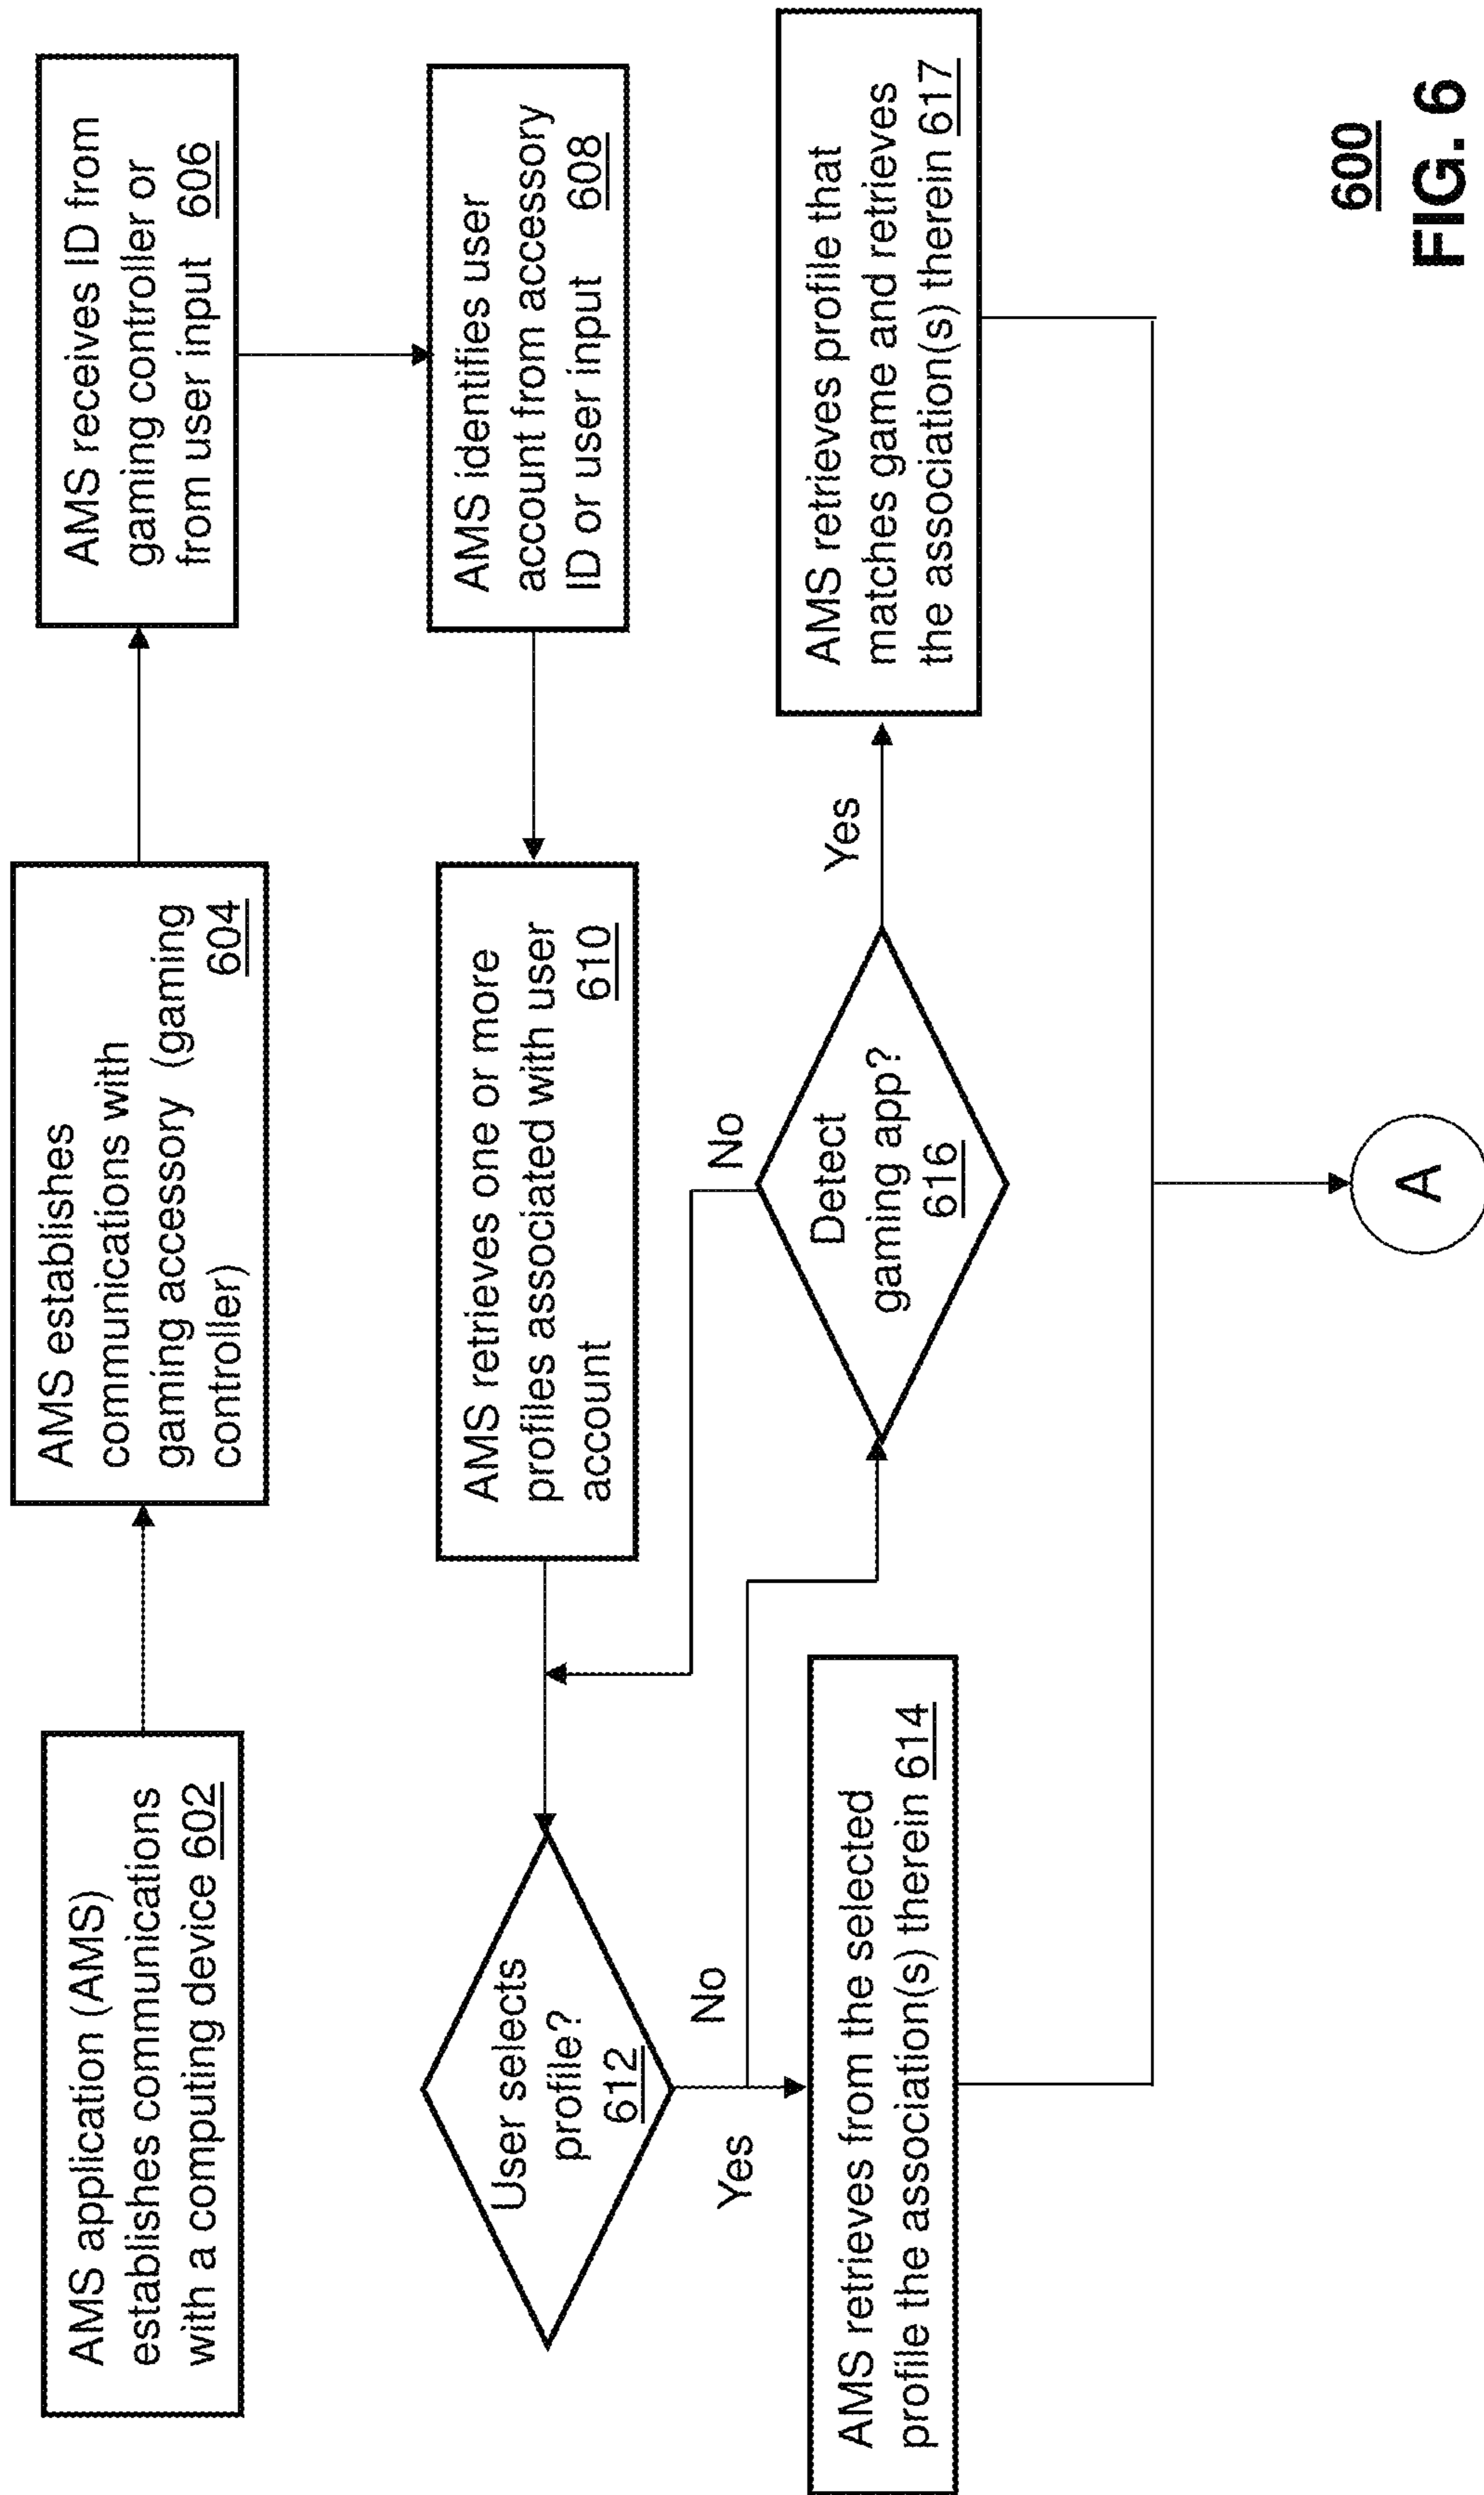 AMS application (AMS)
establishes communications
with a computing device 602
AMS establishes
communications with
gaming accessory (gaming
controller) 604
AMS receives ID from
gaming controller or
from user input 606
AMS identifies user
account from accessory
ID or user input 608
AMS retrieves one or more
profiles associated with user
account 610
User selects
profile?
612
No
Yes
AMS retrieves from the selected
profile the association(s) therein 614
Detect
gaming app?
616
No
Yes
AMS retrieves profile that
matches game and retrieves
the association(s) therein 617
A
600
FIG. 6